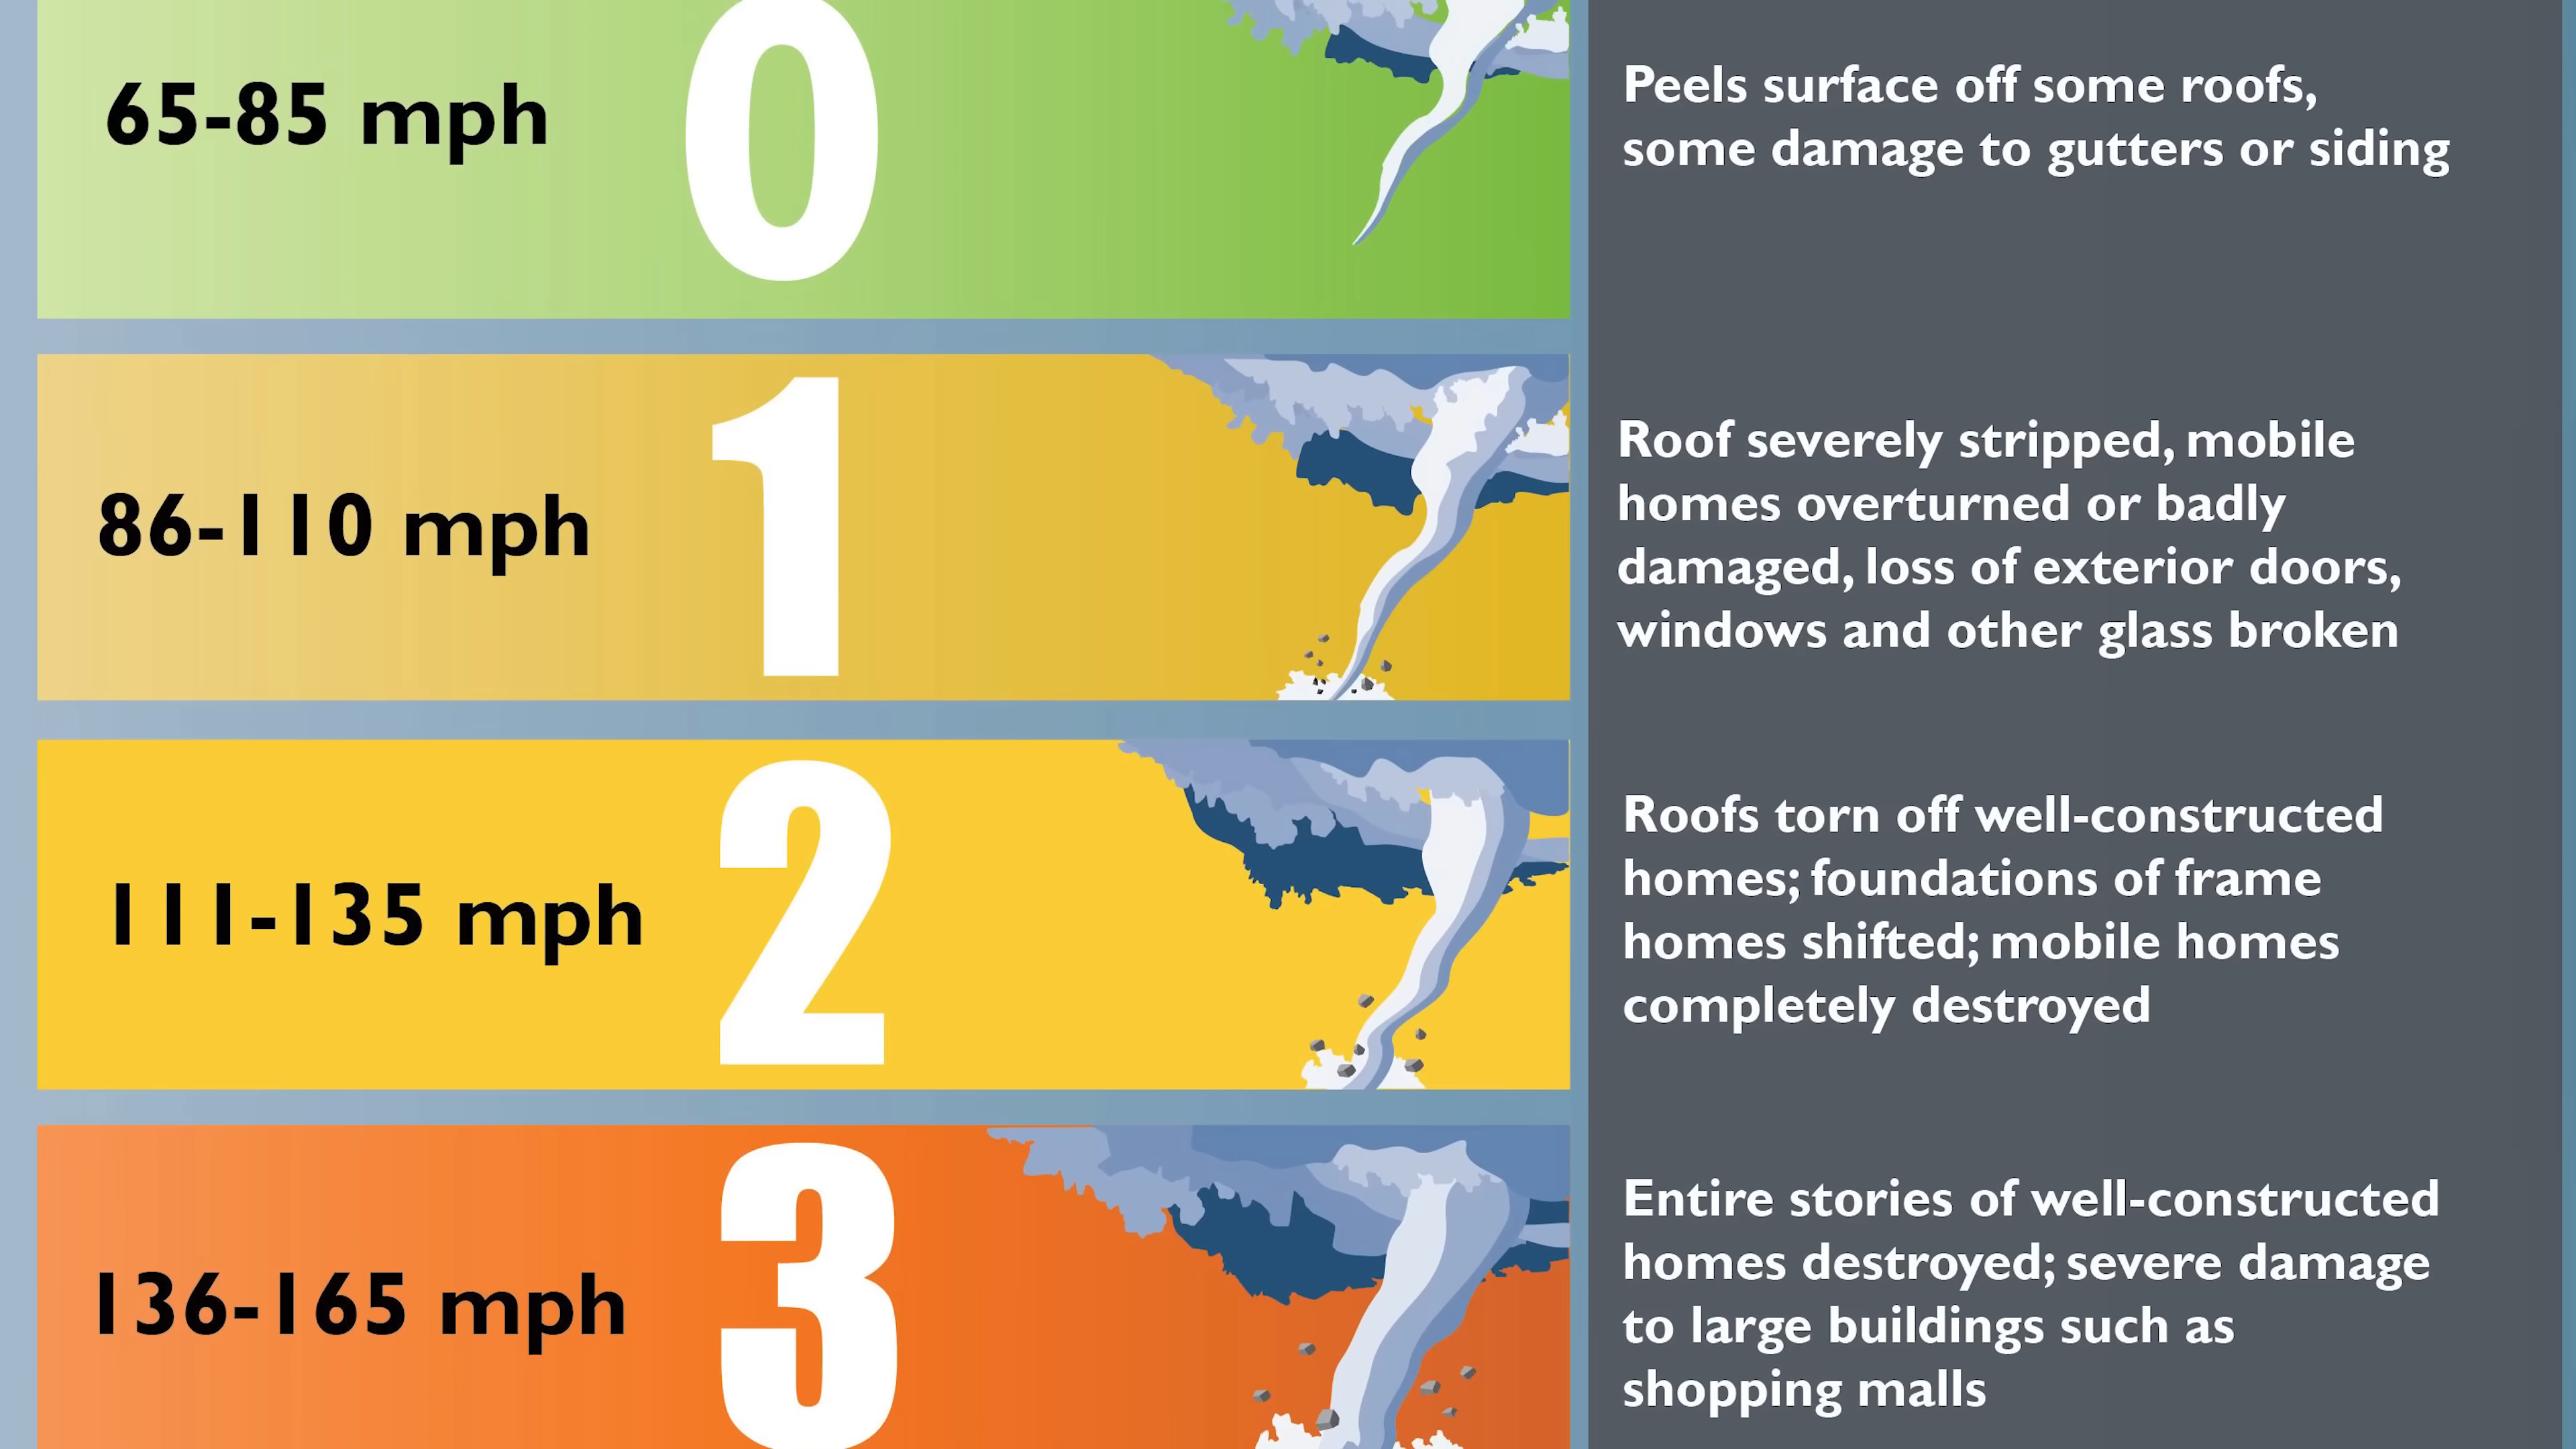 65-85 mph
0
Peels surface off some roofs,
some damage to gutters or siding
86-110 mph
1
Roof severely stripped, mobile
homes overturned or badly
damaged, loss of exterior doors,
windows and other glass broken
111-135 mph
2
Roofs torn off well-constructed
homes; foundations of frame
homes shifted; mobile homes
completely destroyed
136-165 mph
3
Entire stories of well-constructed
homes destroyed; severe damage
to large buildings such as
shopping malls